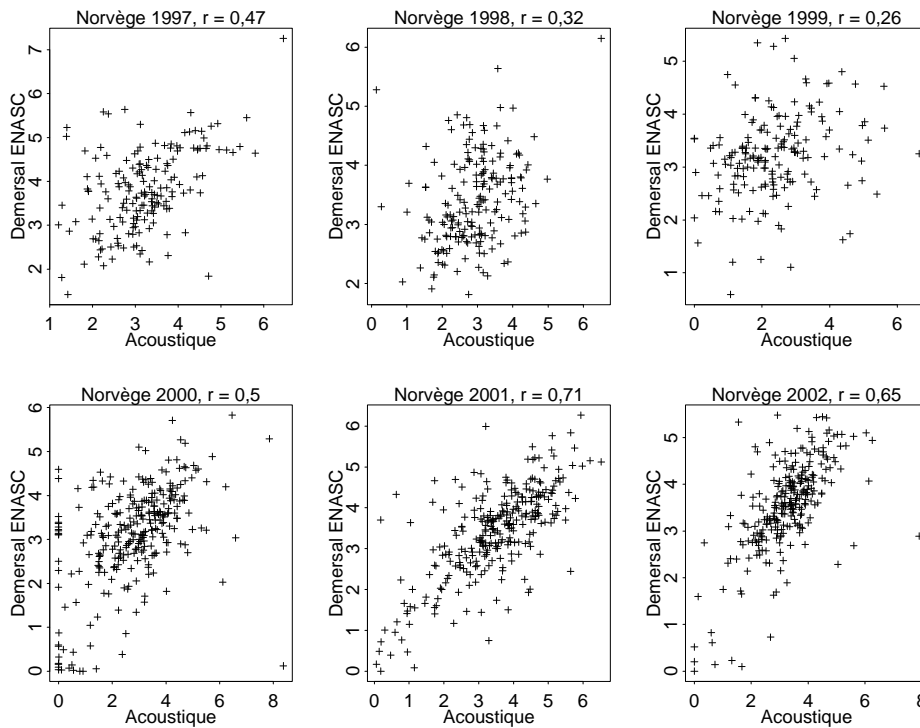 Norvège 1997, r = 0,47
Demersal ENASC
7
6
5
4
3
2
1 2 3 4 5 6
Acoustique
Norvège 1998, r = 0,32
Demersal ENASC
6
5
4
3
2
0 1 2 3 4 5 6
Acoustique
Norvège 1999, r = 0,26
Demersal ENASC
5
4
3
2
1
0 2 4 6
Acoustique
Norvège 2000, r = 0,5
Demersal ENASC
6
5
4
3
2
1
0
0 2 4 6 8
Acoustique
Norvège 2001, r = 0,71
Demersal ENASC
6
5
4
3
2
1
0
0 1 2 3 4 5 6
Acoustique
Norvège 2002, r = 0,65
Demersal ENASC
5
4
3
2
1
0
0 2 4 6 8
Acoustique